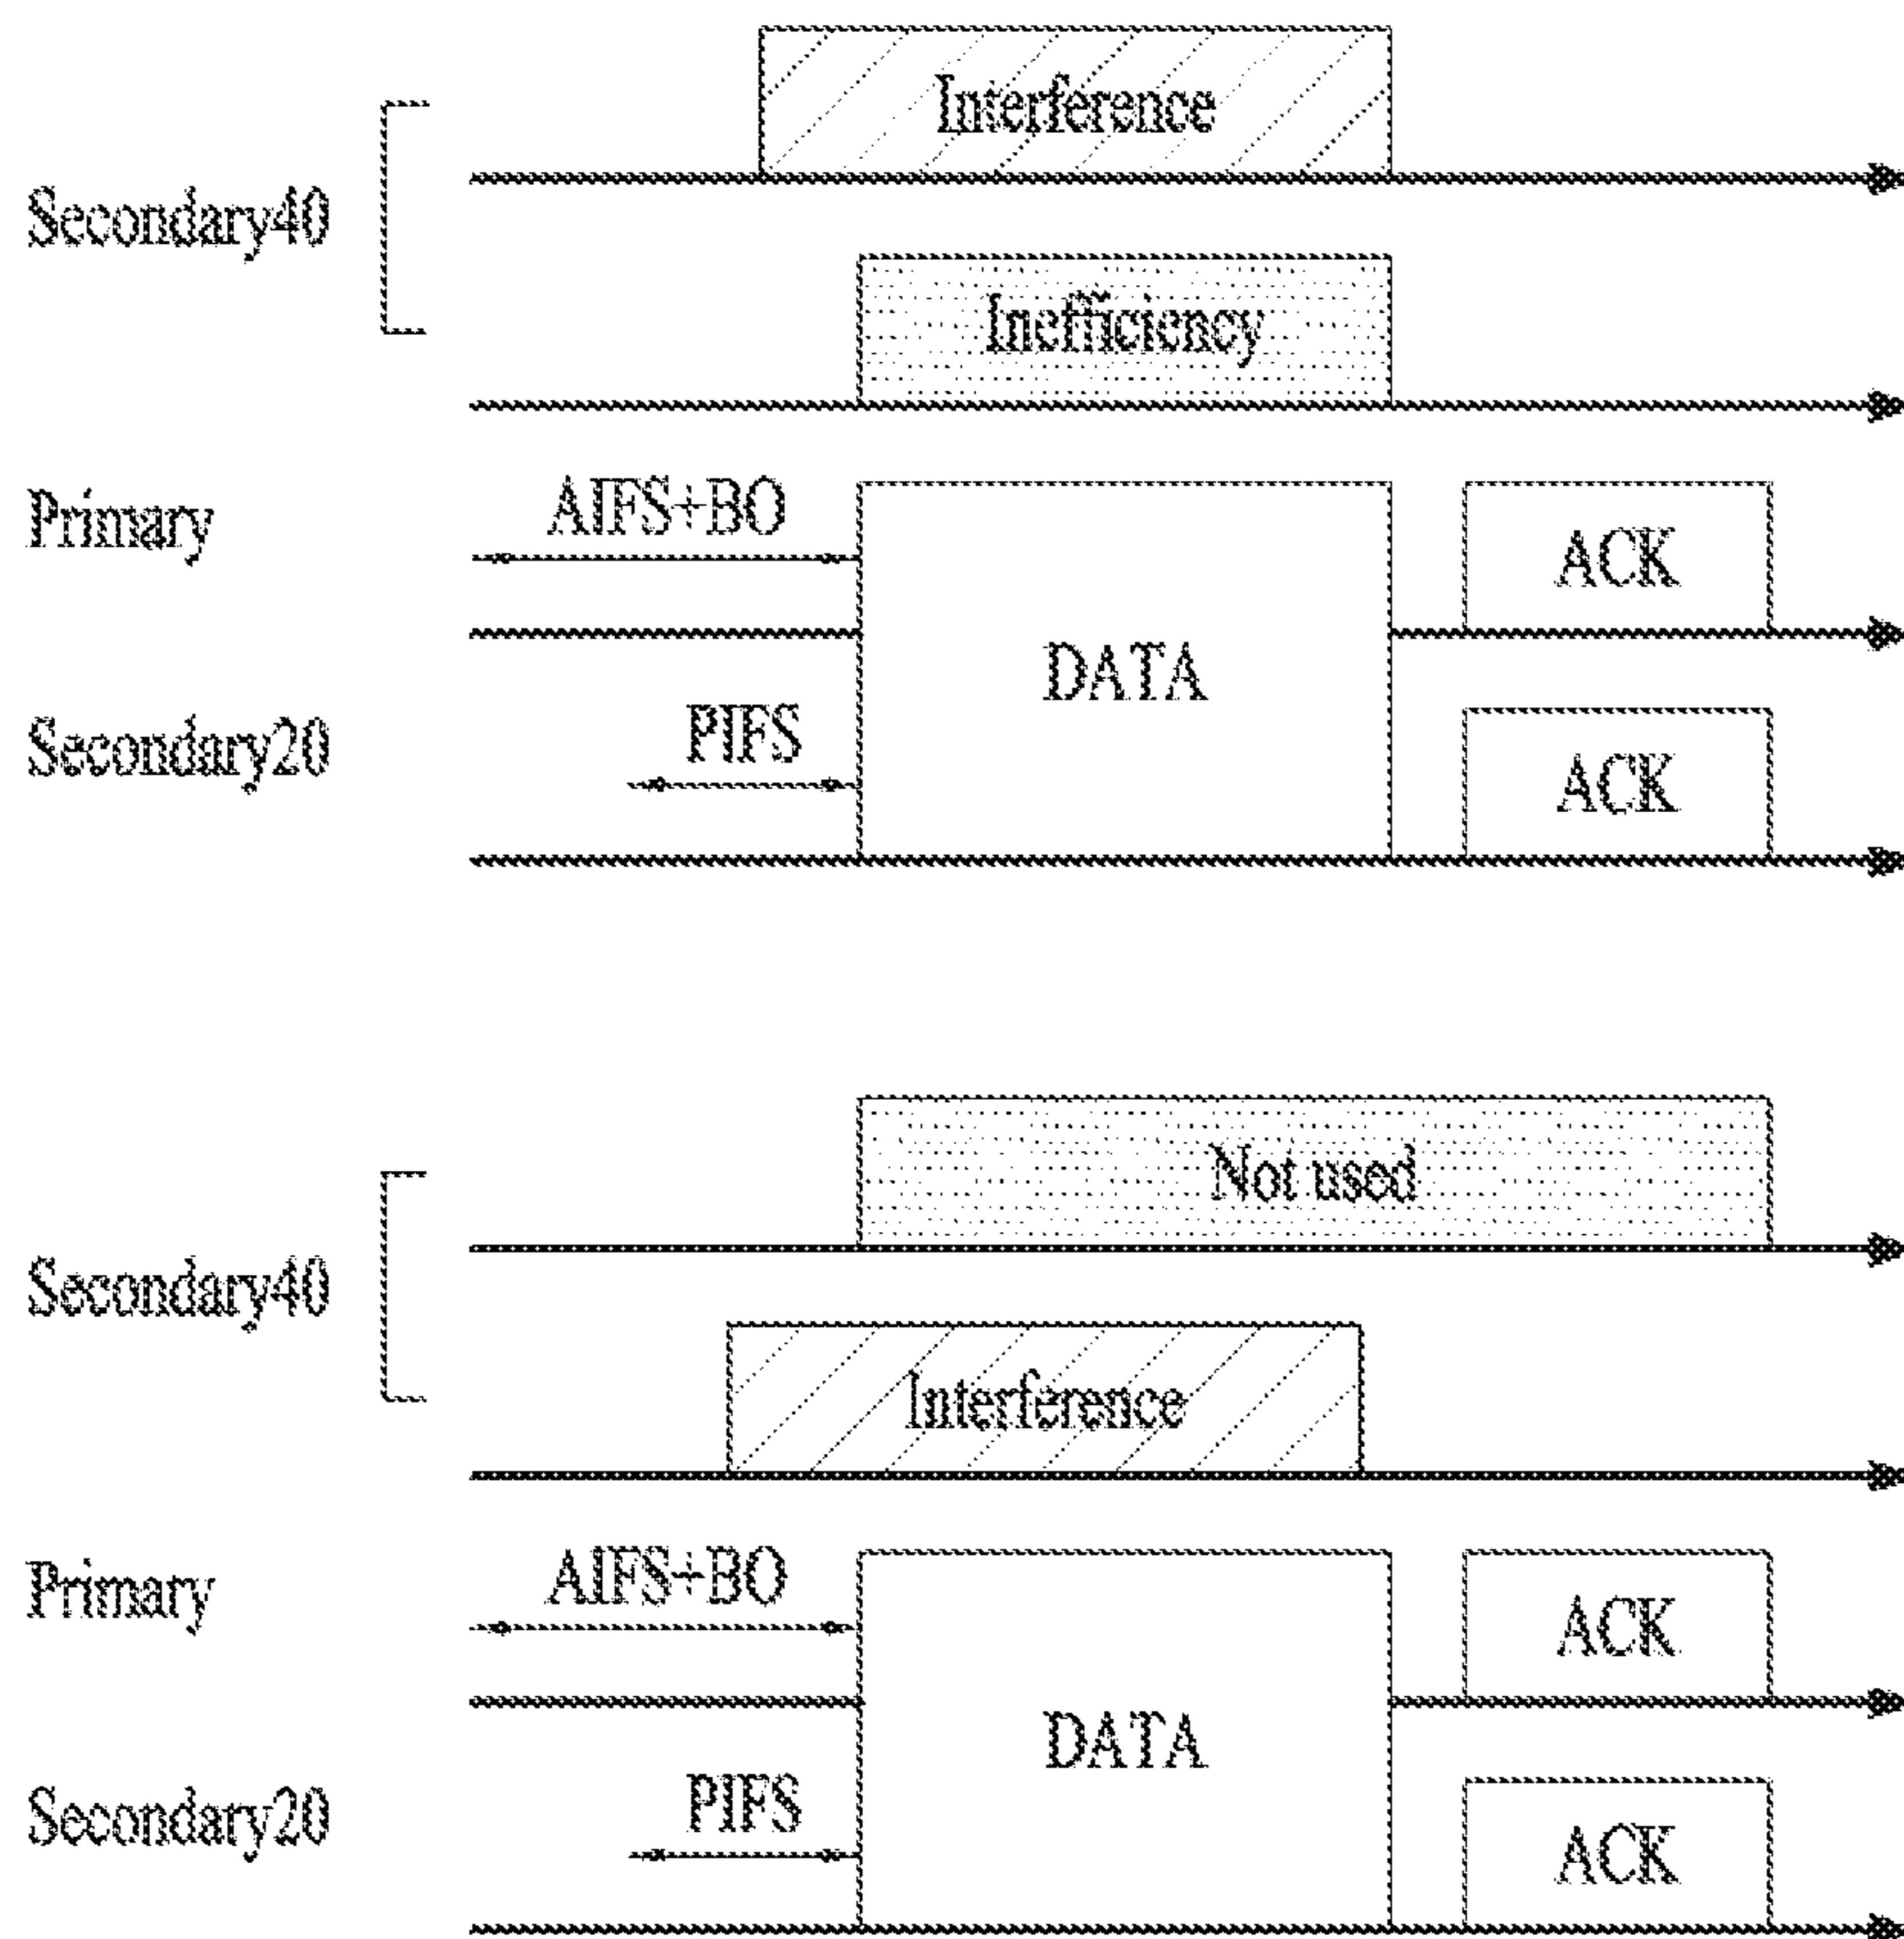 Interference
Secondary40
Inefficiency
Primary
AIFS+BO
ACK
DATA
Secondary20
PIFS
ACK
Not used
Secondary40
Interference
Primary
AIFS+BO
ACK
DATA
Secondary20
PIFS
ACK